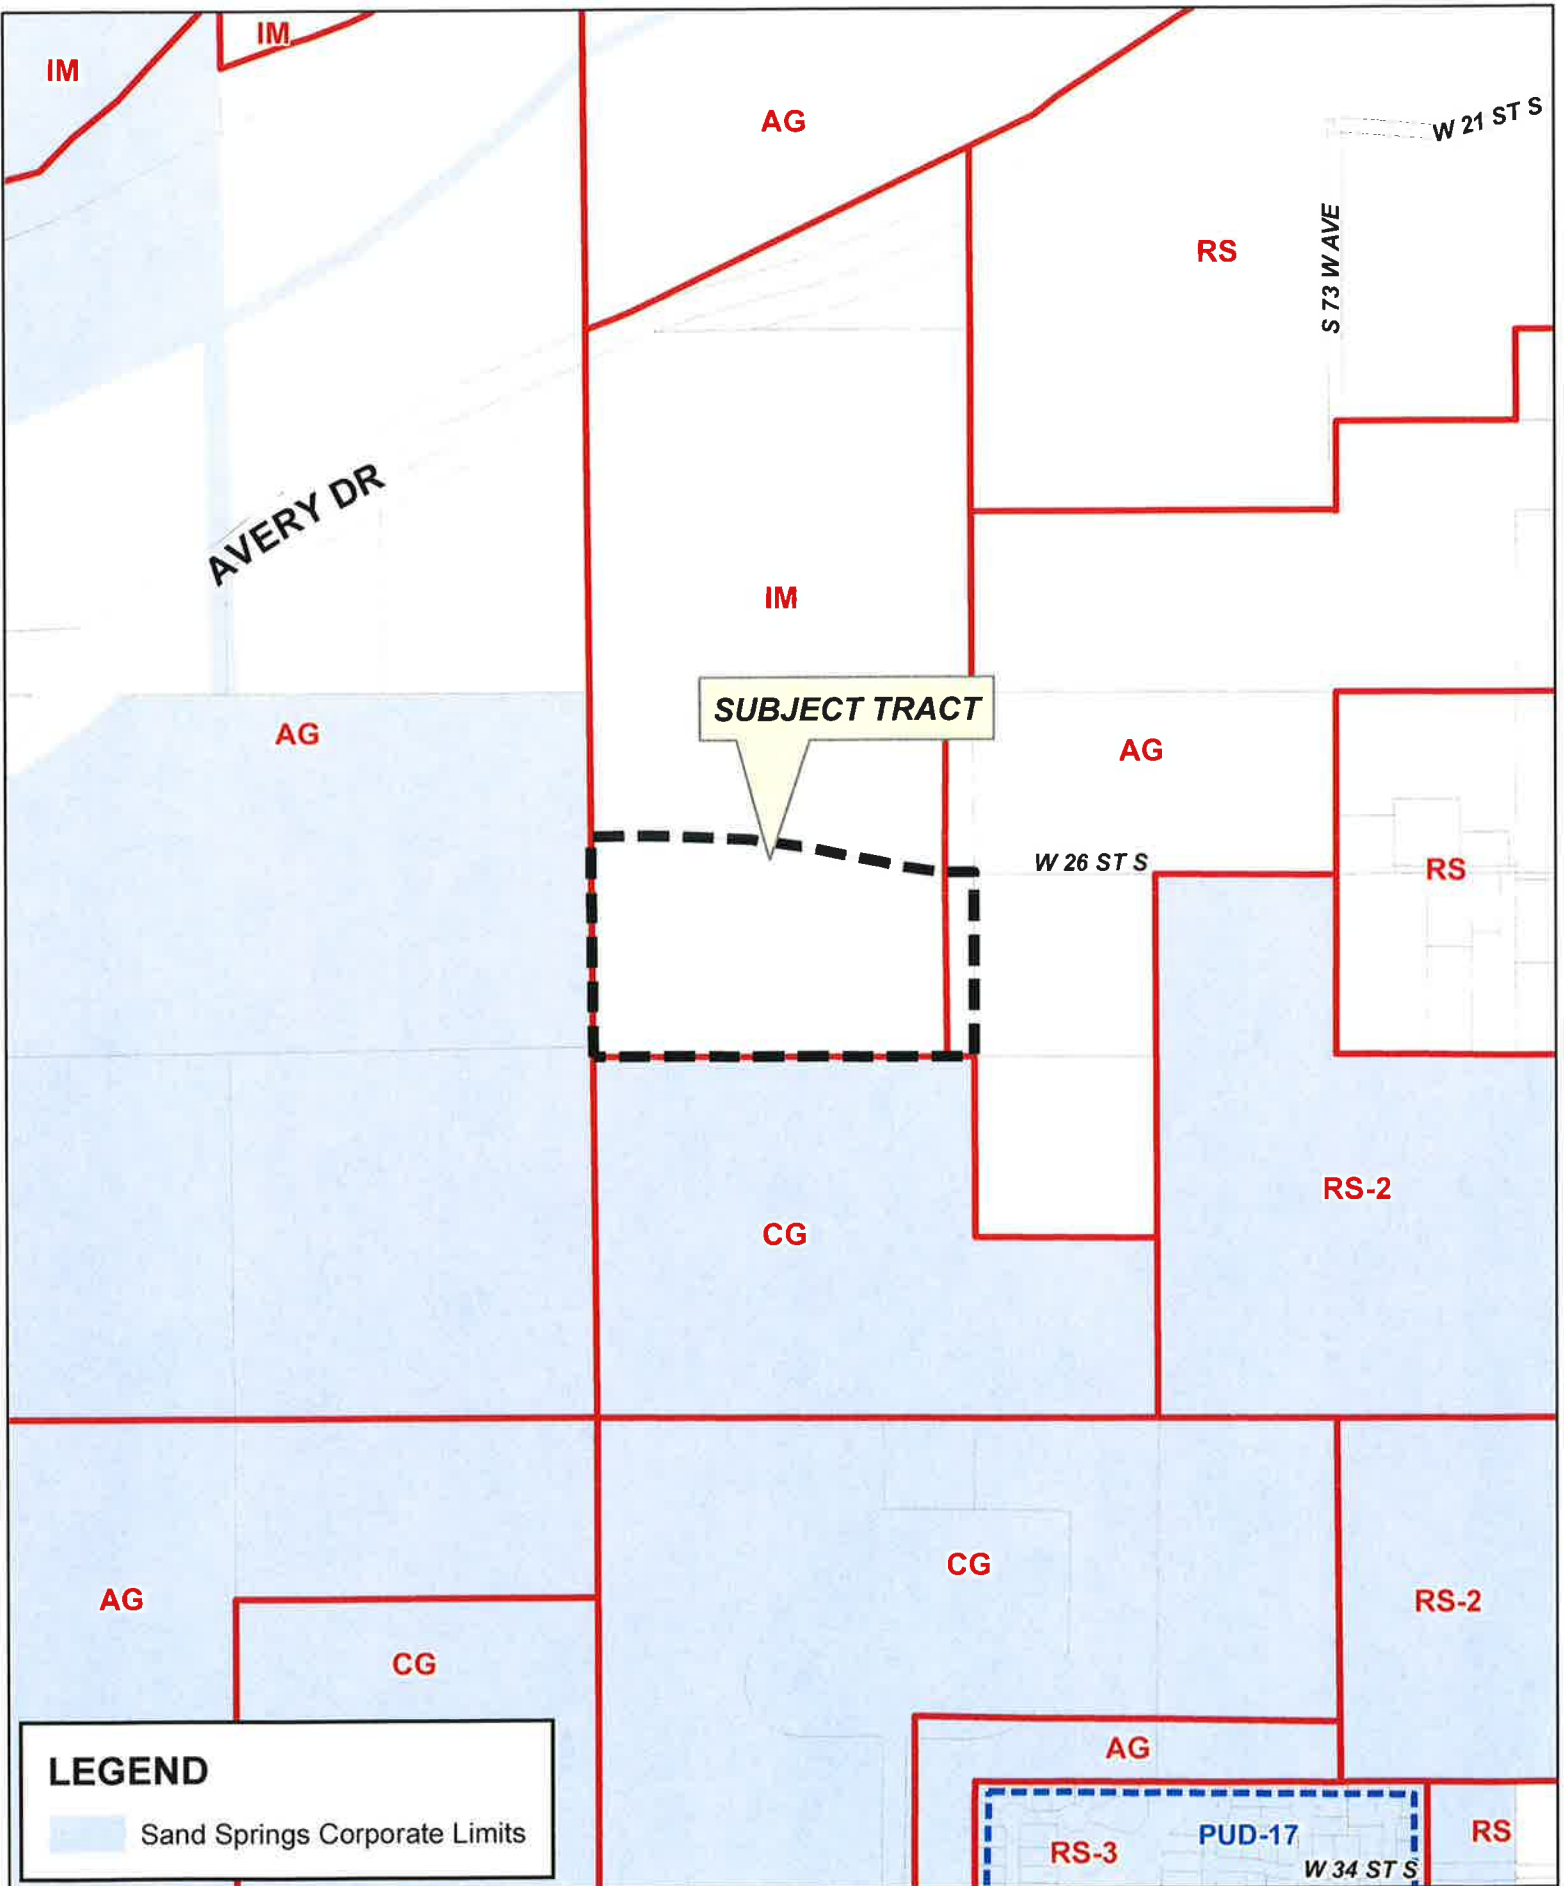 IM
IM
AG
W 21 ST S
S 73 W AVE
RS
AVERY DR
IM
SUBJECT TRACT
AG
AG
W 26 ST S
RS
RS-2
CG
CG
AG
RS-2
CG
AG
LEGEND
Sand Springs Corporate Limits
RS-3
PUD-17
RS
W 34 ST S